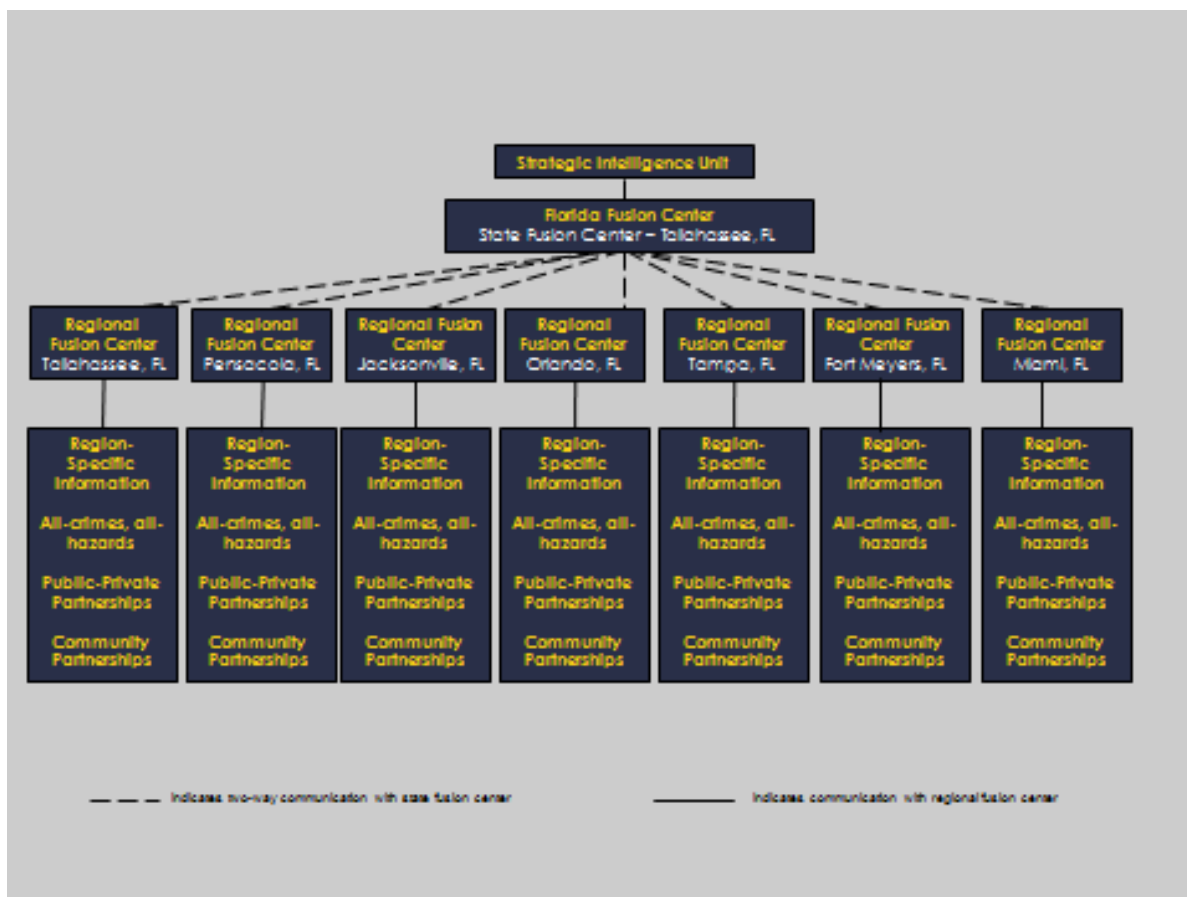 Strategic Intelligence Unit
Florida Fusion Center
State Fusion Center – Tallahassee, FL
Regional
Fusion Center
Tallahassee, FL
Regional
Fusion Center
Pensacola, FL
Regional Fusion
Center
Jacksonville, FL
Regional
Fusion Center
Orlando, FL
Regional
Fusion Center
Tampa, FL
Regional Fusion
Center
Fort Meyers, FL
Regional
Fusion Center
Miami, FL
Region-
Specific
Information
All-crimes, all-
hazards
Public-Private
Partnerships
Community
Partnerships
Region-
Specific
Information
All-crimes, all-
hazards
Public-Private
Partnerships
Community
Partnerships
Region-
Specific
Information
All-crimes, all-
hazards
Public-Private
Partnerships
Community
Partnerships
Region-
Specific
Information
All-crimes, all-
hazards
Public-Private
Partnerships
Community
Partnerships
Region-
Specific
Information
All-crimes, all-
hazards
Public-Private
Partnerships
Community
Partnerships
Region-
Specific
Information
All-crimes, all-
hazards
Public-Private
Partnerships
Community
Partnerships
Region-
Specific
Information
All-crimes, all-
hazards
Public-Private
Partnerships
Community
Partnerships
Indicates two-way communication with state fusion center
Indicates communication with regional fusion center